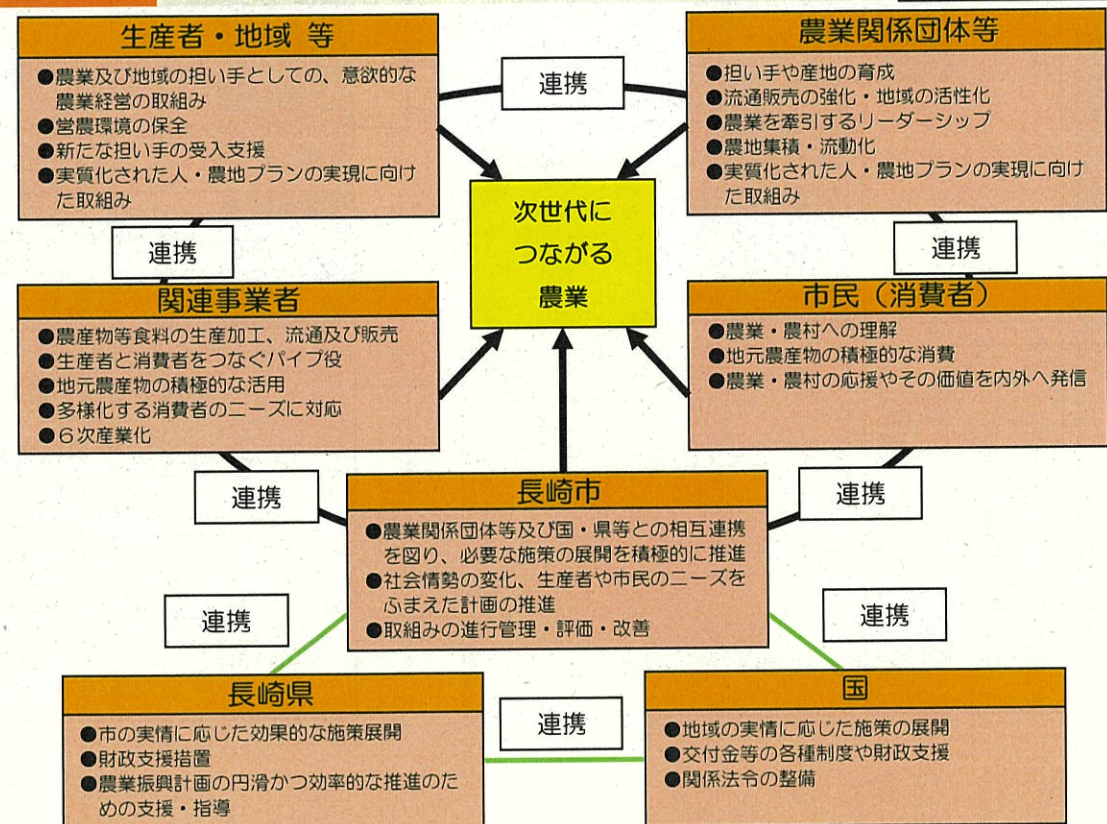 生産者・地域 等
●農業及び地域の担い手としての、意欲的な
農業経営の取組み
●営農環境の保全
●新たな担い手の受入支援
●実質化された人・農地プランの実現に向け
た取組み
連携
農業関係団体等
●担い手や産地の育成
●流通販売の強化・地域の活性化
●農業を牽引するリーダーシップ
●農地集積・流動化
●実質化された人・農地プランの実現に向け
た取組み
次世代に
つながる
農業
連携
連携
関連事業者
●農産物等食料の生産加工、流通及び販売
●生産者と消費者をつなぐパイプ役
●地元農産物の積極的な活用
●多様化する消費者のニーズに対応
●6次産業化
市民(消費者)
●農業・農村への理解
●地元農産物の積極的な消費
●農業・農村の応援やその価値を内外へ発信
連携
連携
長崎市
●農業関係団体等及び国・県等との相互連携
を図り、必要な施策の展開を積極的に推進
●社会情勢の変化、生産者や市民のニーズを
ふまえた計画の推進
●取組みの進行管理・評価・改善
連携
連携
長崎県
●市の実情に応じた効果的な施策展開
●財政支援措置
●農業振興計画の円滑かつ効率的な推進のた
めの支援・指導
連携
国
●地域の実情に応じた施策の展開
●交付金等の各種制度や財政支援
●関係法令の整備